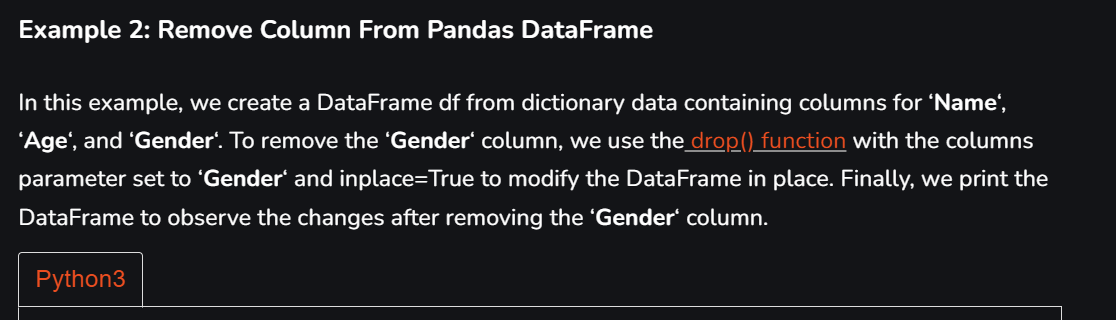 Example 2: Remove Column From Pandas DataFrame
In this example, we create a DataFrame df from dictionary data containing columns for ‘Name‘,
‘Age‘, and ‘Gender‘. To remove the ‘Gender‘ column, we use the drop() function with the columns
parameter set to ‘Gender‘ and inplace=True to modify the DataFrame in place. Finally, we print the
DataFrame to observe the changes after removing the ‘Gender‘ column.
Python3